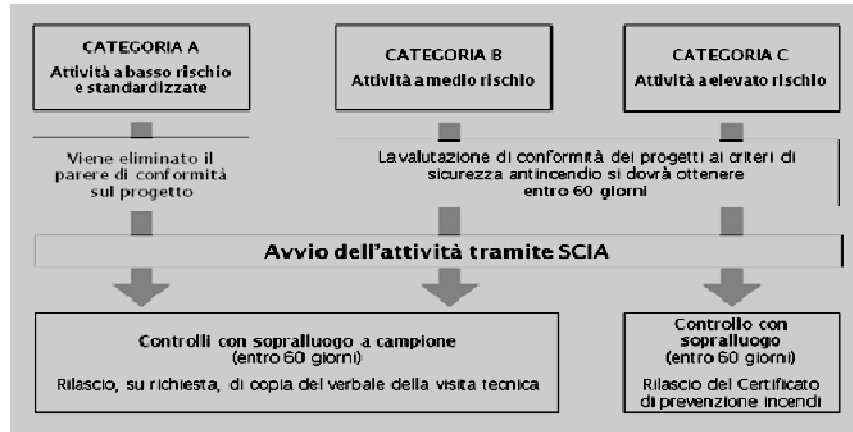 CATEGORIA A
Attività a basso rischio
e standardizzate
CATEGORIA B
Attività a medio rischio
CATEGORIA C
Attività a elevato rischio
Viene eliminato il
parere di conformità
sul progetto
La valutazione di conformità dei progetti ai criteri di
sicurezza antincendio si dovrà ottenere
entro 60 giorni
Avvio dell'attività tramite SCIA
Controlli con sopralluogo a campione
(entro 60 giorni)
Rilascio, su richiesta, di copia del verbale della visita tecnica
Controllo con
sopralluogo
(entro 60 giorni)
Rilascio del Certificato
di prevenzione incendi